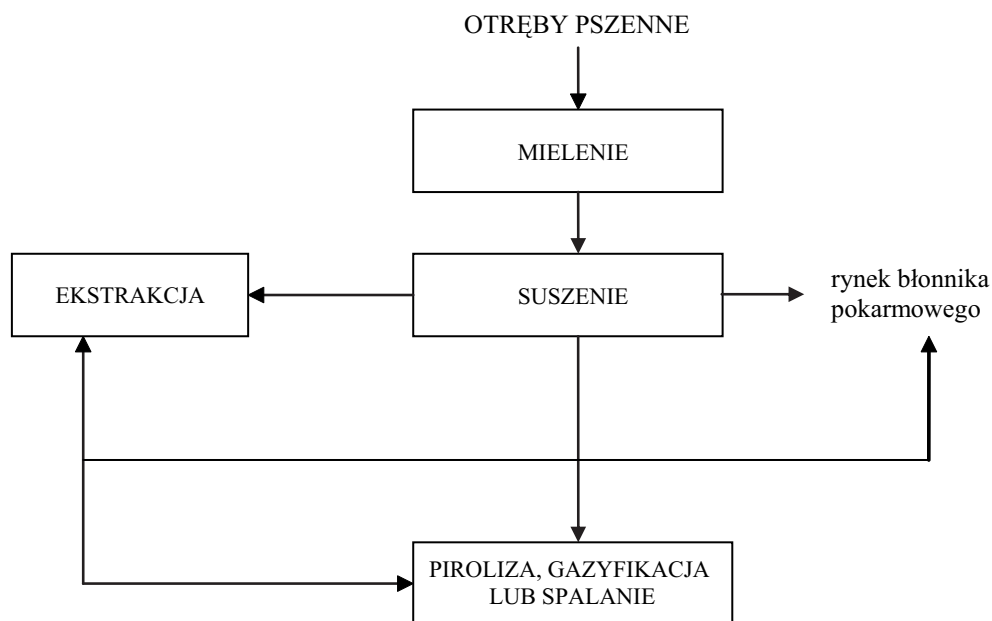 OTRĘBY PSZENNE
MIELENIE
EKSTRAKCJA
SUSZENIE
rynek błonnika
pokarmowego
PIROLIZA, GAZYFIKACJA
LUB SPALANIE